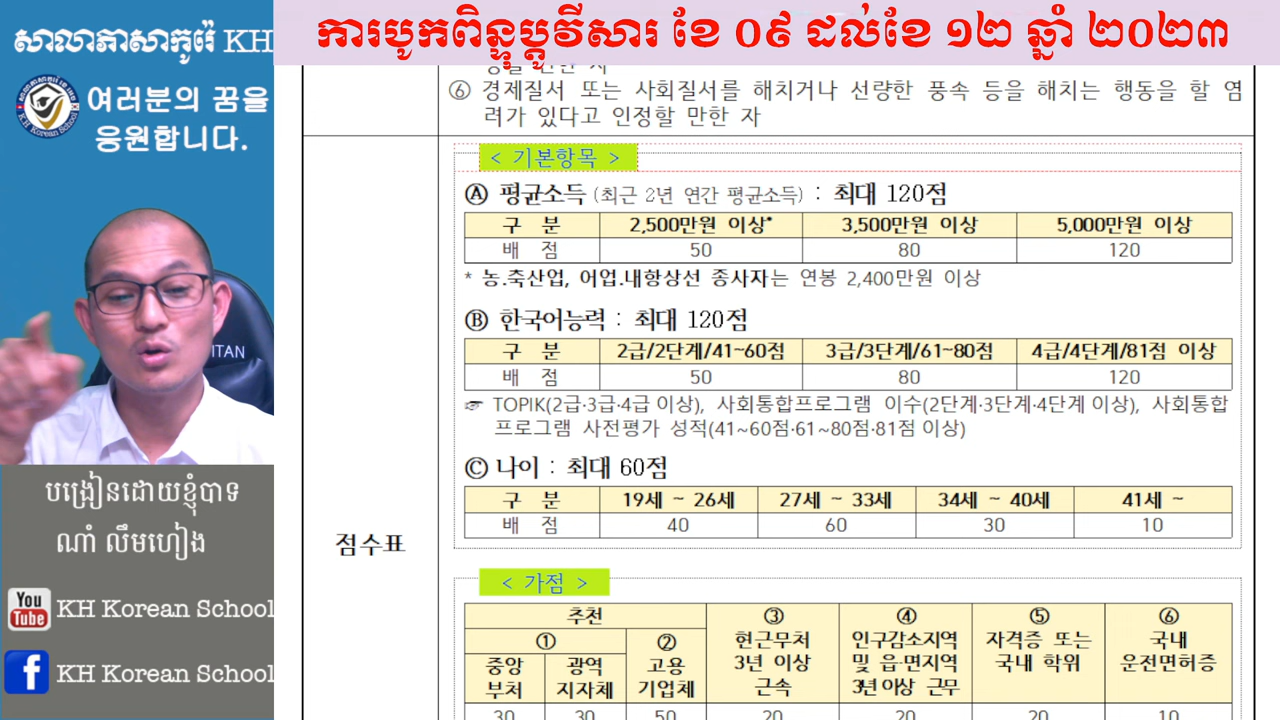 សាលាភាសាកូរ៉េ KH
여러분의 꿈을
응원합니다.
ការបូកពិន្ទុប្ដូវីសារ ខែ ០៩ ដល់ខែ ១២ ឆ្នាំ ២០២៣
⑥ 경제질서 또는 사회질서를 해치거나 선량한 풍속 등을 해치는 행동을 할 염
려가 있다고 인정할 만한 자
점수표
< 기본항목 >
Ⓐ 평균소득 (최근 2년 연간 평균소득) : 최대 120점
구 분 2,500만원 이상* 3,500만원 이상 5,000만원 이상
배 점 50 80 120
* 농.축산업, 어업.내항상선 종사자는 연봉 2,400만원 이상
Ⓑ 한국어능력 : 최대 120점
구 분 2급/2단계/41~60점 3급/3단계/61~80점 4급/4단계/81점 이상
배 점 50 80 120
☞ TOPIK(2급·3급·4급 이상), 사회통합프로그램 이수(2단계·3단계·4단계 이상), 사회통합
프로그램 사전평가 성적(41~60점·61~80점·81점 이상)
Ⓒ 나이 : 최대 60점
구 분 19세 ~ 26세 27세 ~ 33세 34세 ~ 40세 41세 ~
배 점 40 60 30 10
< 가점 >
추천 ③ ④ ⑤ ⑥
① ② 현근무처 인구감소지역 자격증 또는 국내
중앙 광역 고용 3년 이상 및 읍·면지역 국내 학위 운전면허증
부처 지자체 기업체 근속 3년 이상 근무
30 30 50 20 20 20 10
TITAN
បង្រៀនដោយខ្ញុំបាទ
ណាំ លឹមហៀង
You Tube KH Korean School
f KH Korean School